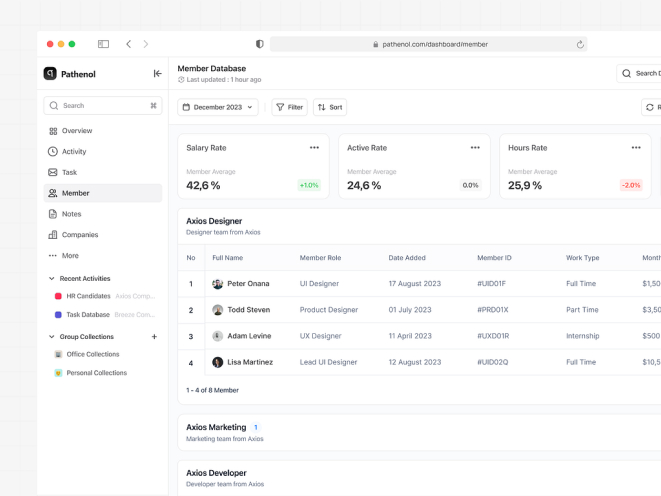 pathenol.com/dashboard/member
Pathenol
Search
Overview
Activity
Task
Member
Notes
Companies
More
Recent Activities
HR Candidates Axios Comp...
Task Database Breeze Com...
Group Collections
Office Collections
Personal Collections
Member Database
Last updated : 1 hour ago
Search D
December 2023
Filter
Sort
R
Salary Rate
Member Average
42,6 %
+1.0%
Active Rate
Member Average
24,6 %
0.0%
Hours Rate
Member Average
25,9 %
-2.0%
Axios Designer
Designer team from Axios
No Full Name Member Role Date Added Member ID Work Type Month
1 Peter Onana UI Designer 17 August 2023 #UID01F Full Time $1,50
2 Todd Steven Product Designer 01 July 2023 #PRD01X Part Time $3,50
3 Adam Levine UX Designer 11 April 2023 #UXD01R Internship $500
4 Lisa Martinez Lead UI Designer 12 August 2023 #UID02Q Full Time $10,5
1 - 4 of 8 Member
Axios Marketing 1
Marketing team from Axios
Axios Developer
Developer team from Axios